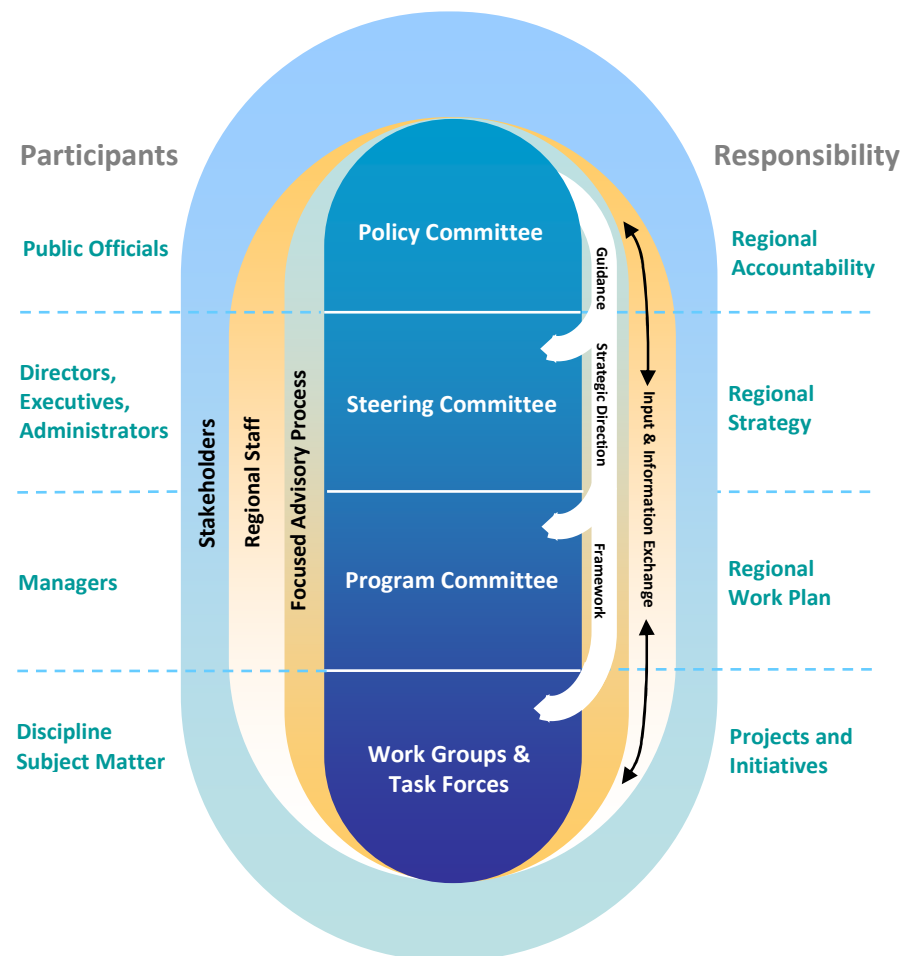 Participants
Responsibility
Public Officials
Policy Committee
Regional
Accountability
Guidance
Directors,
Executives,
Administrators
Steering Committee
Strategic Direction
Regional
Strategy
Stakeholders
Regional Staff
Focused Advisory Process
Input & Information Exchange
Managers
Program Committee
Framework
Regional
Work Plan
Discipline
Subject Matter
Work Groups &
Task Forces
Projects and
Initiatives